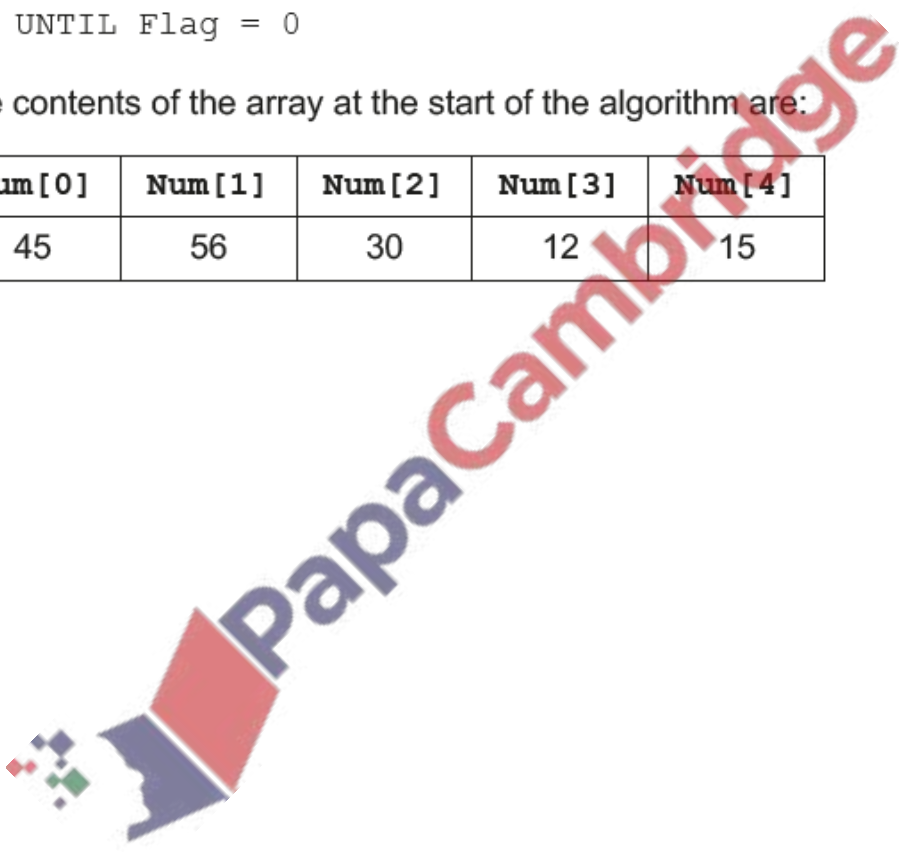 UNTIL Flag = 0
contents of the array at the start of the algorithm are:
Num[1] Num[2] Num[3] Num[4]
45 56 30 12 15
PapaCambridge